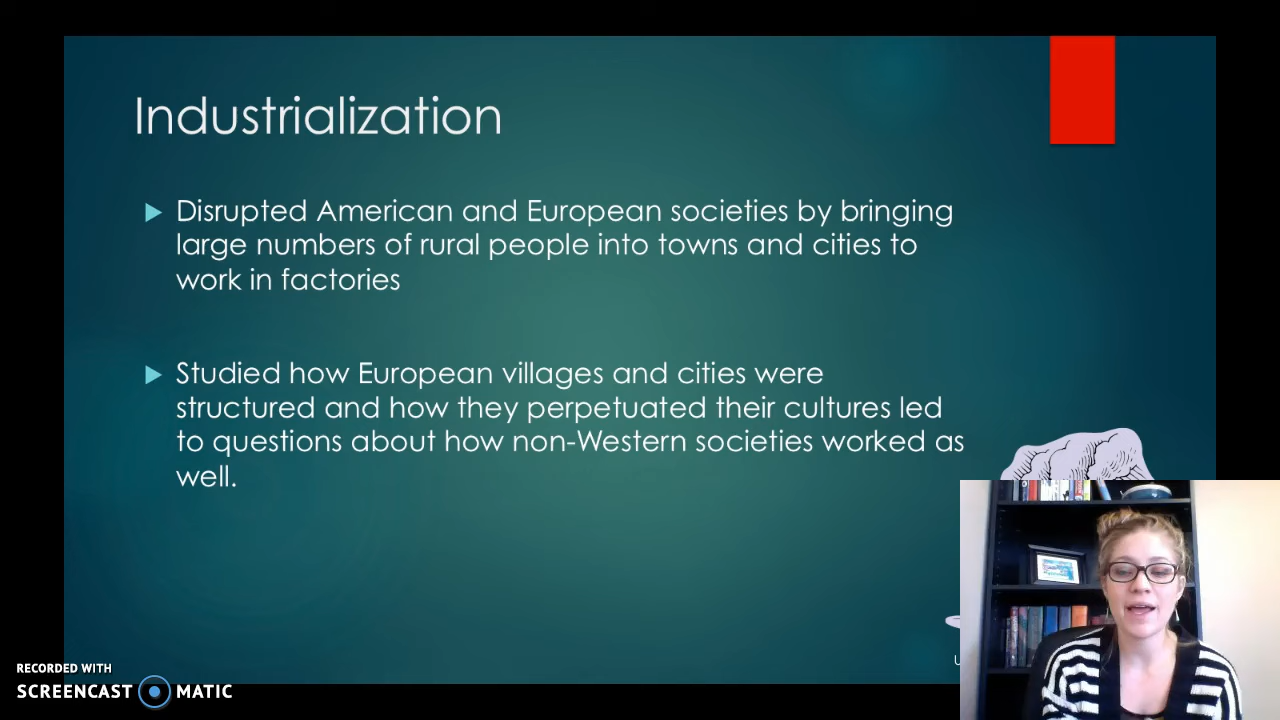 Industrialization
Disrupted American and European societies by bringing
large numbers of rural people into towns and cities to
work in factories
Studied how European villages and cities were
structured and how they perpetuated their cultures led
to questions about how non-Western societies worked as
well.
RECORDED WITH
SCREENCAST MATIC